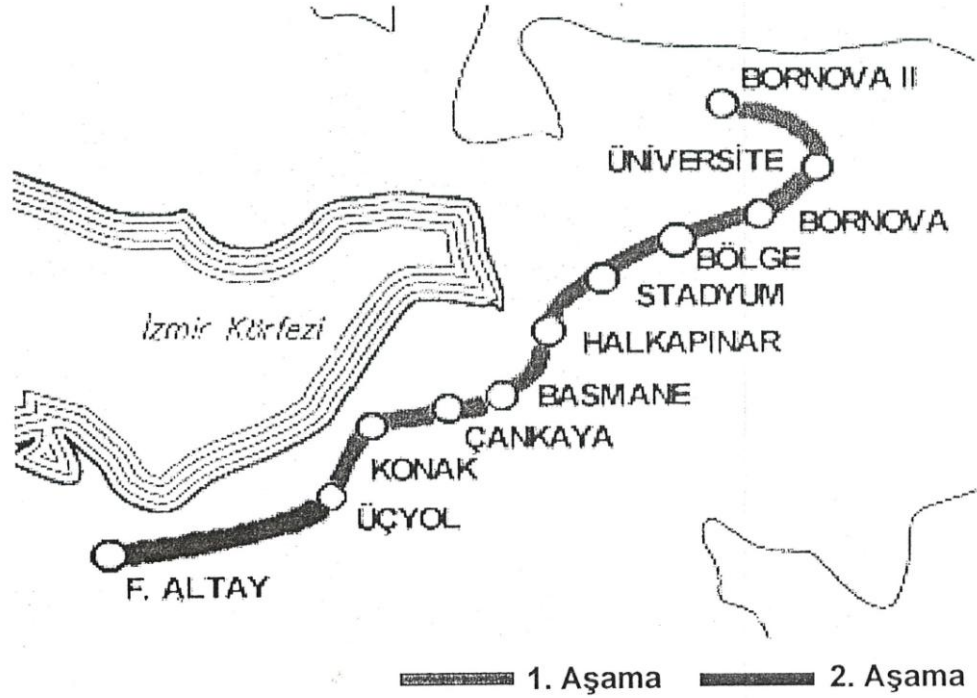 BORNOVA II
ÜNİVERSİTE
BORNOVA
BÖLGE
STADYUM
İzmir Körfezi
HALKAPINAR
BASMANE
ÇANKAYA
KONAK
ÜÇYOL
F. ALTAY
1. Aşama
2. Aşama